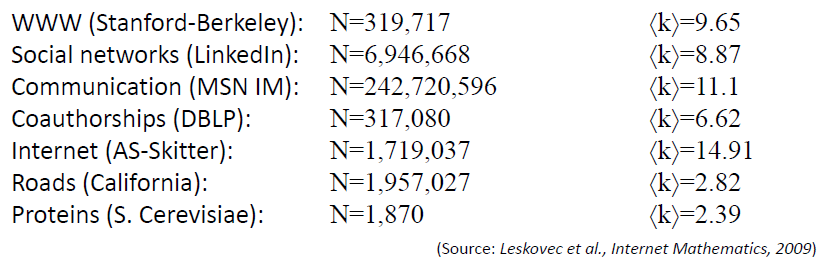 WWW (Stanford-Berkeley): N=319,717 ⟨k⟩=9.65
Social networks (LinkedIn): N=6,946,668 ⟨k⟩=8.87
Communication (MSN IM): N=242,720,596 ⟨k⟩=11.1
Coauthorships (DBLP): N=317,080 ⟨k⟩=6.62
Internet (AS-Skitter): N=1,719,037 ⟨k⟩=14.91
Roads (California): N=1,957,027 ⟨k⟩=2.82
Proteins (S. Cerevisiae): N=1,870 ⟨k⟩=2.39
(Source: Leskovec et al., Internet Mathematics, 2009)